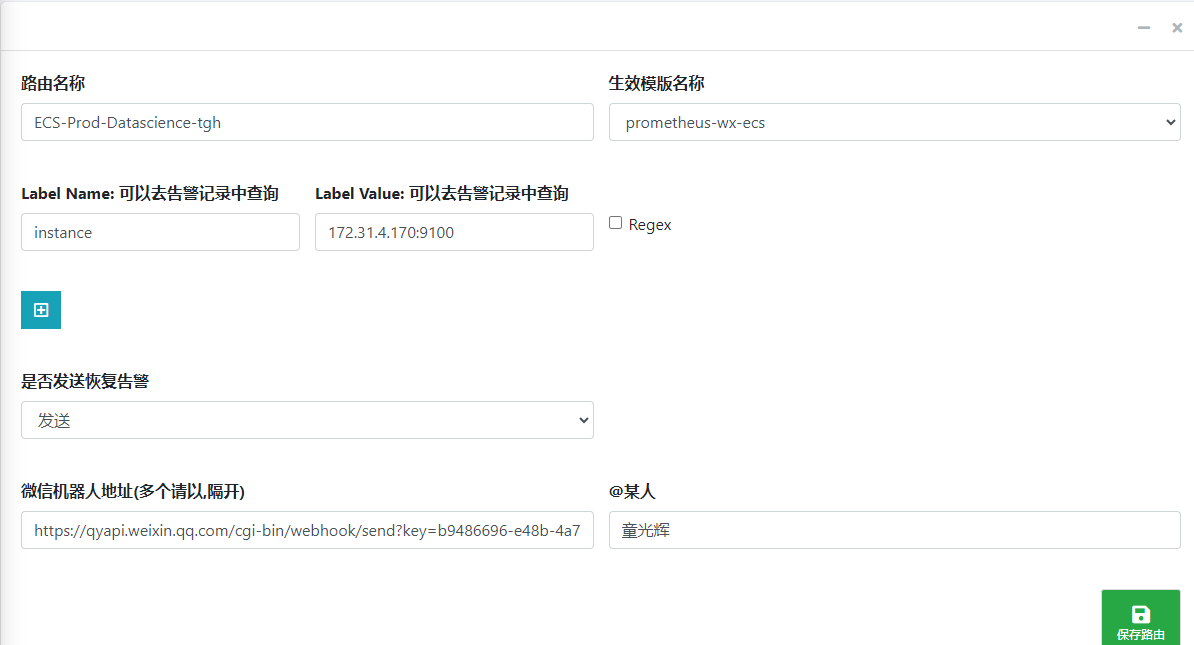 路由名称
生效模版名称
ECS-Prod-Datascience-tgh
prometheus-wx-ecs
Label Name: 可以去告警记录中查询
Label Value: 可以去告警记录中查询
instance
172.31.4.170:9100
Regex
是否发送恢复告警
发送
微信机器人地址(多个请以,隔开)
@某人
https://qyapi.weixin.qq.com/cgi-bin/webhook/send?key=b9486696-e48b-4a7
童光辉
保存路由